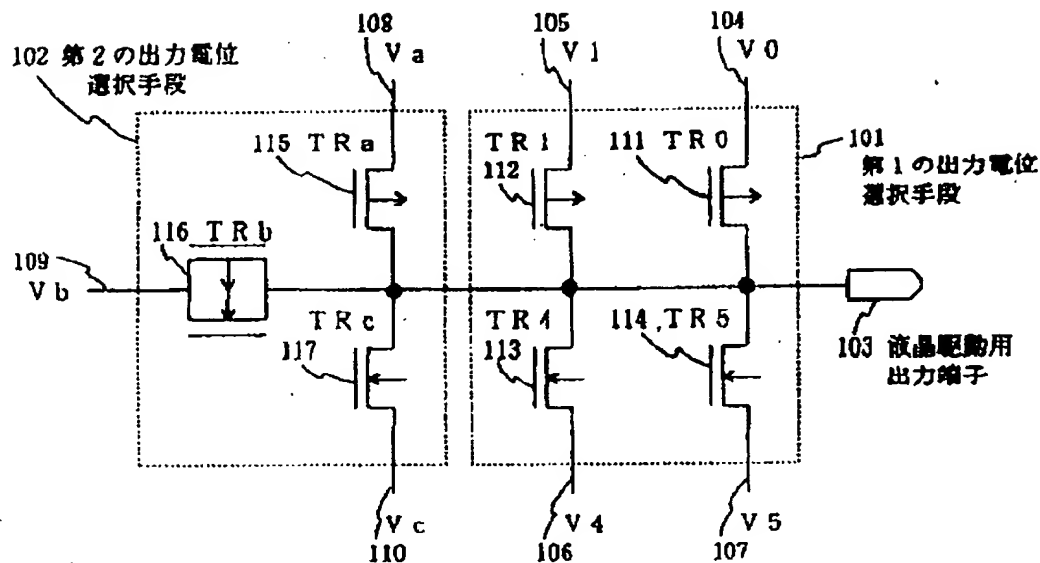 108
Va
105
V1
104
V0
102 第2の出力電位
選択手段
115 TRa
TR1
112
111 TR0
101
第1の出力電位
選択手段
116 TRb
109
Vb
TRc
117
TR4
113
114, TR5
103 液晶駆動用
出力端子
Vc
110
V4
106
V5
107